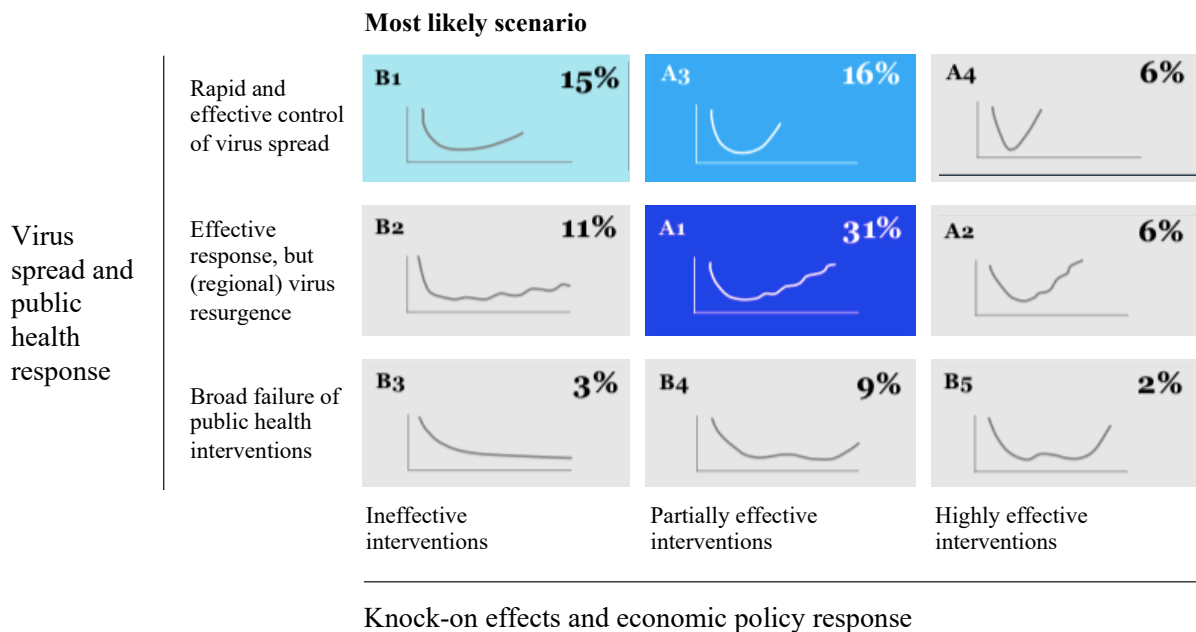 Most likely scenario
Virus
spread and
public
health
response
Rapid and
effective control
of virus spread
B1 15%
A3 16%
A4 6%
Effective
response, but
(regional) virus
resurgence
B2 11%
A1 31%
A2 6%
Broad failure of
public health
interventions
B3 3%
B4 9%
B5 2%
Ineffective
interventions
Partially effective
interventions
Highly effective
interventions
Knock-on effects and economic policy response